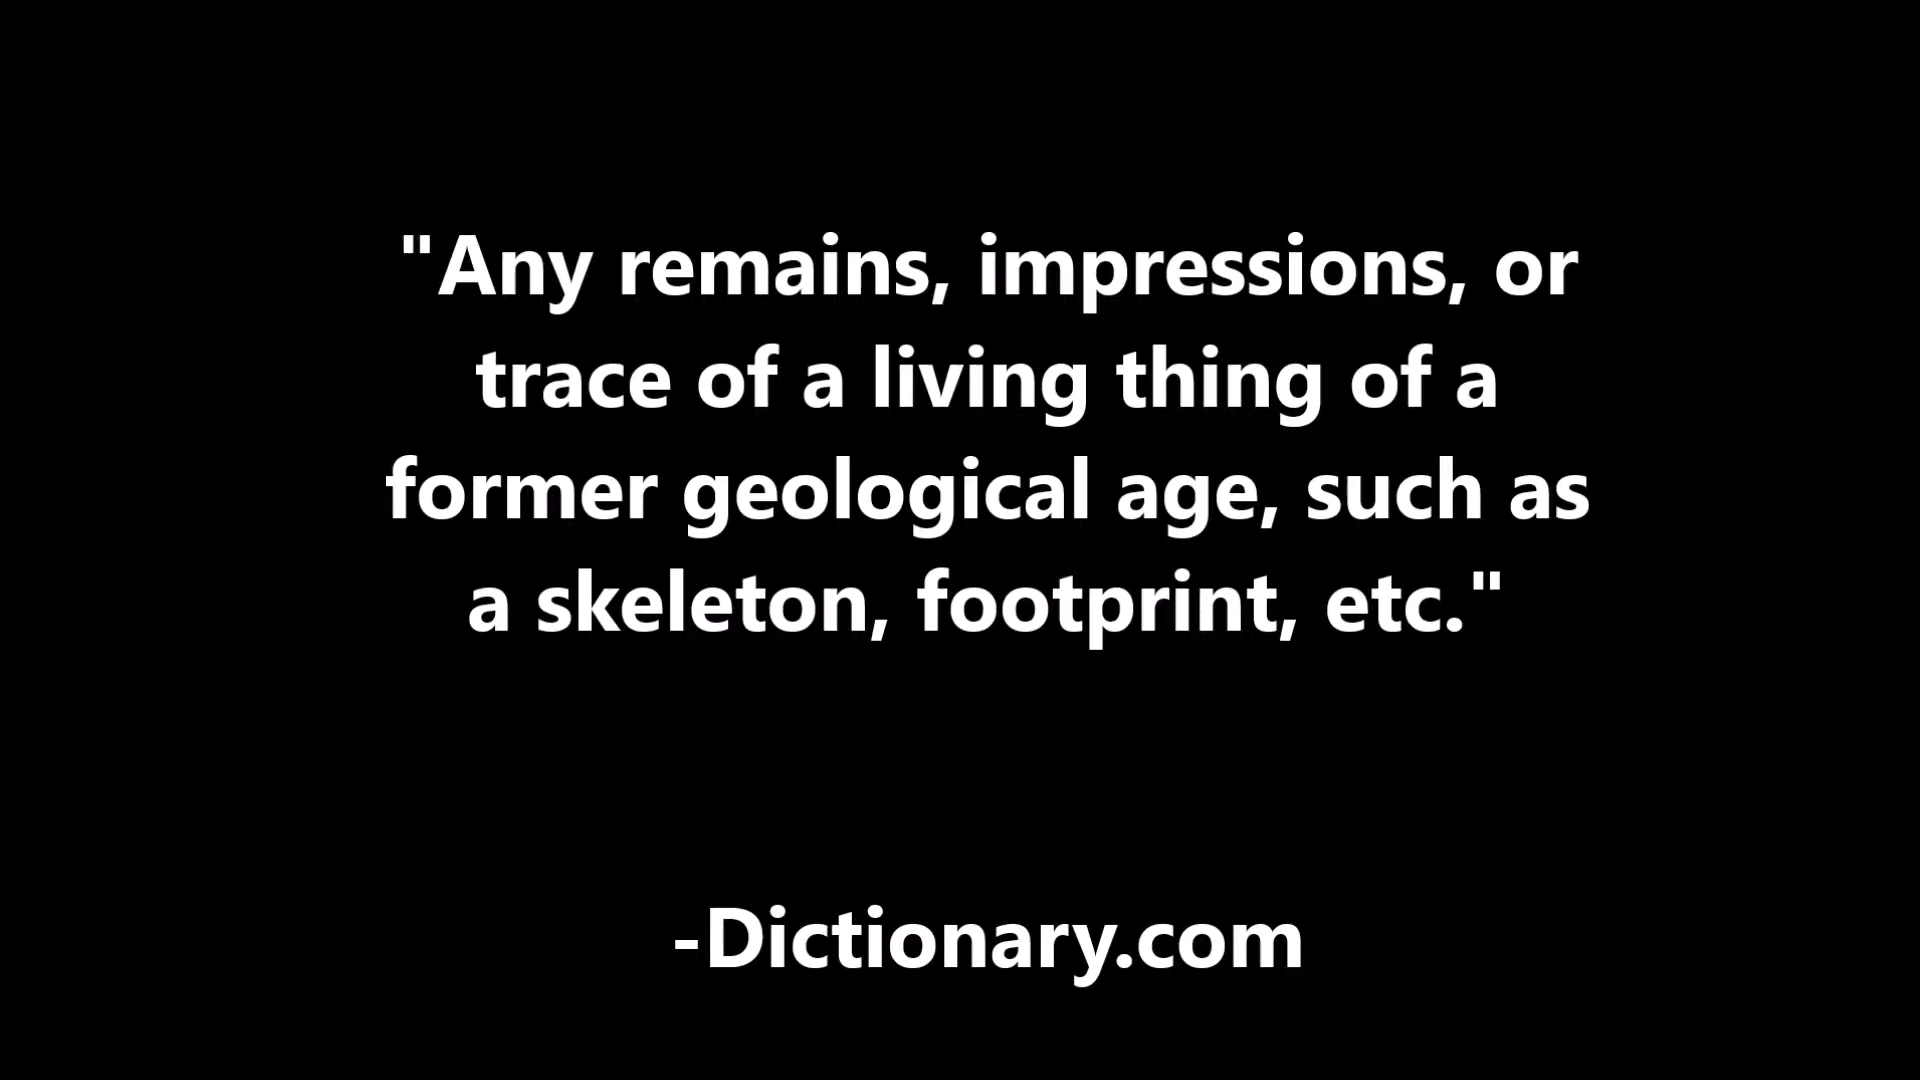 "Any remains, impressions, or
trace of a living thing of a
former geological age, such as
a skeleton, footprint, etc."
-Dictionary.com